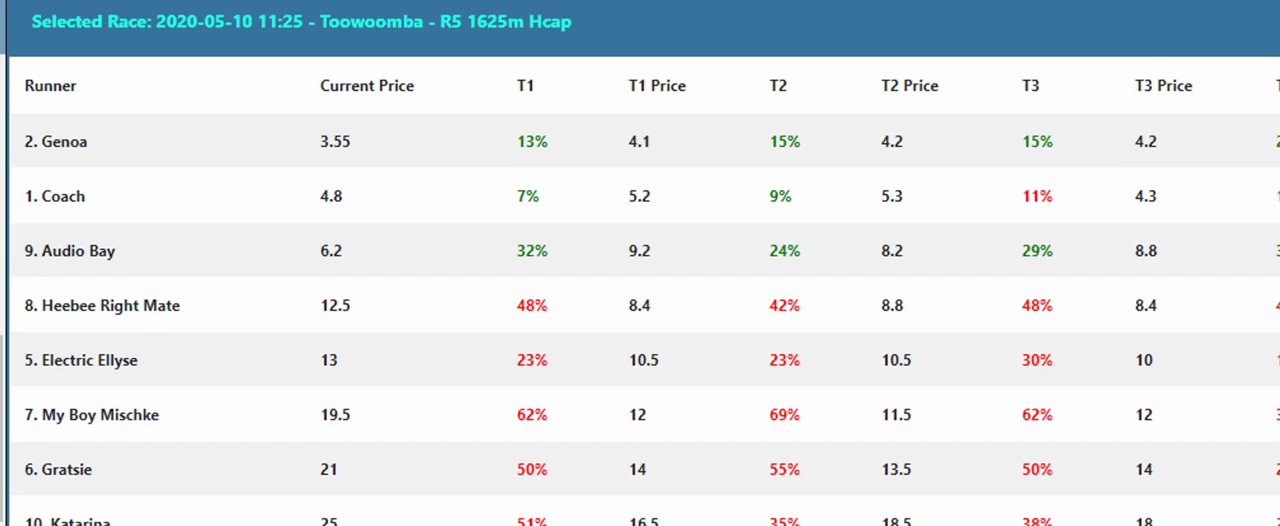 Selected Race: 2020-05-10 11:25 - Toowoomba - R5 1625m Hcap
Runner Current Price T1 T1 Price T2 T2 Price T3 T3 Price
2. Genoa 3.55 13% 4.1 15% 4.2 15% 4.2
1. Coach 4.8 7% 5.2 9% 5.3 11% 4.3
9. Audio Bay 6.2 32% 9.2 24% 8.2 29% 8.8
8. Heebee Right Mate 12.5 48% 8.4 42% 8.8 48% 8.4
5. Electric Ellyse 13 23% 10.5 23% 10.5 30% 10
7. My Boy Mischke 19.5 62% 12 69% 11.5 62% 12
6. Gratsie 21 50% 14 55% 13.5 50% 14
10. Katarina 25 51% 16.5 35% 18.5 38% 18